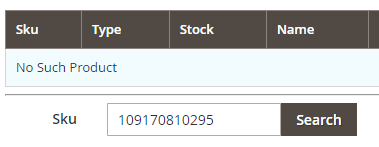 Sku Type Stock Name
No Such Product
Sku 109170810295 Search